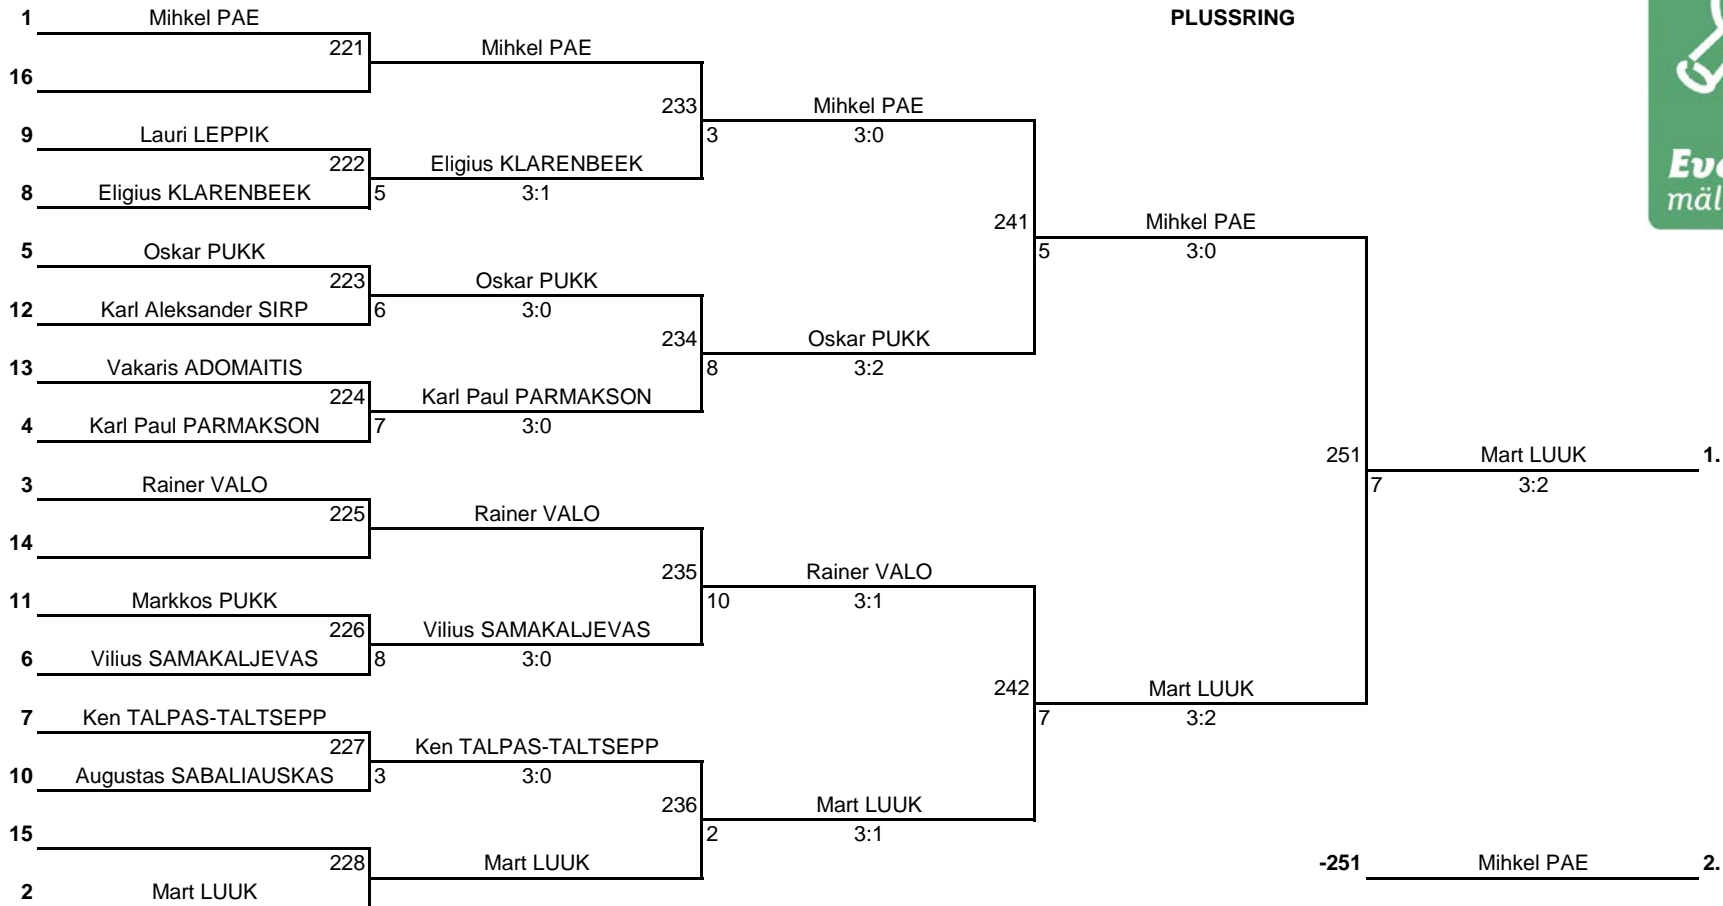 1 Mihkel PAE PLUSSRING
221 Mihkel PAE
16
233 Mihkel PAE
9 Lauri LEPPIK 3 3:0
222 Eligius KLARENBEEK
8 Eligius KLARENBEEK 5 3:1
241 Mihkel PAE
5 Oskar PUKK 5 3:0
223 Oskar PUKK
12 Karl Aleksander SIRP 6 3:0
234 Oskar PUKK
13 Vakaris ADOMAITIS 8 3:2
224 Karl Paul PARMAKSON
4 Karl Paul PARMAKSON 7 3:0
251 Mart LUUK 1.
3 Rainer VALO 7 3:2
225 Rainer VALO
14
235 Rainer VALO
11 Markkos PUKK 10 3:1
226 Vilius SAMAKALJEVAS
6 Vilius SAMAKALJEVAS 8 3:0
242 Mart LUUK
7 Ken TALPAS-TALTSEPP 7 3:2
227 Ken TALPAS-TALTSEPP
10 Augustas SABALIAUSKAS 3 3:0
236 Mart LUUK
15 2 3:1
228 Mart LUUK -251 Mihkel PAE 2.
2 Mart LUUK